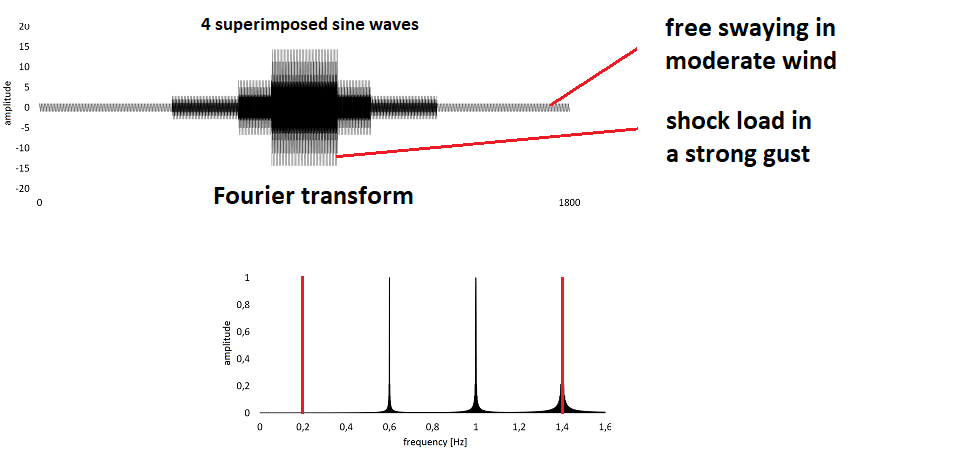 4 superimposed sine waves
20
15
10
5
0
-5
-10
-15
-20
amplitude
0
1800
free swaying in
moderate wind
shock load in
a strong gust
Fourier transform
1
0,8
0,6
0,4
0,2
0
amplitude
0
0,2
0,4
0,6
0,8
1
1,2
1,4
1,6
frequency [Hz]